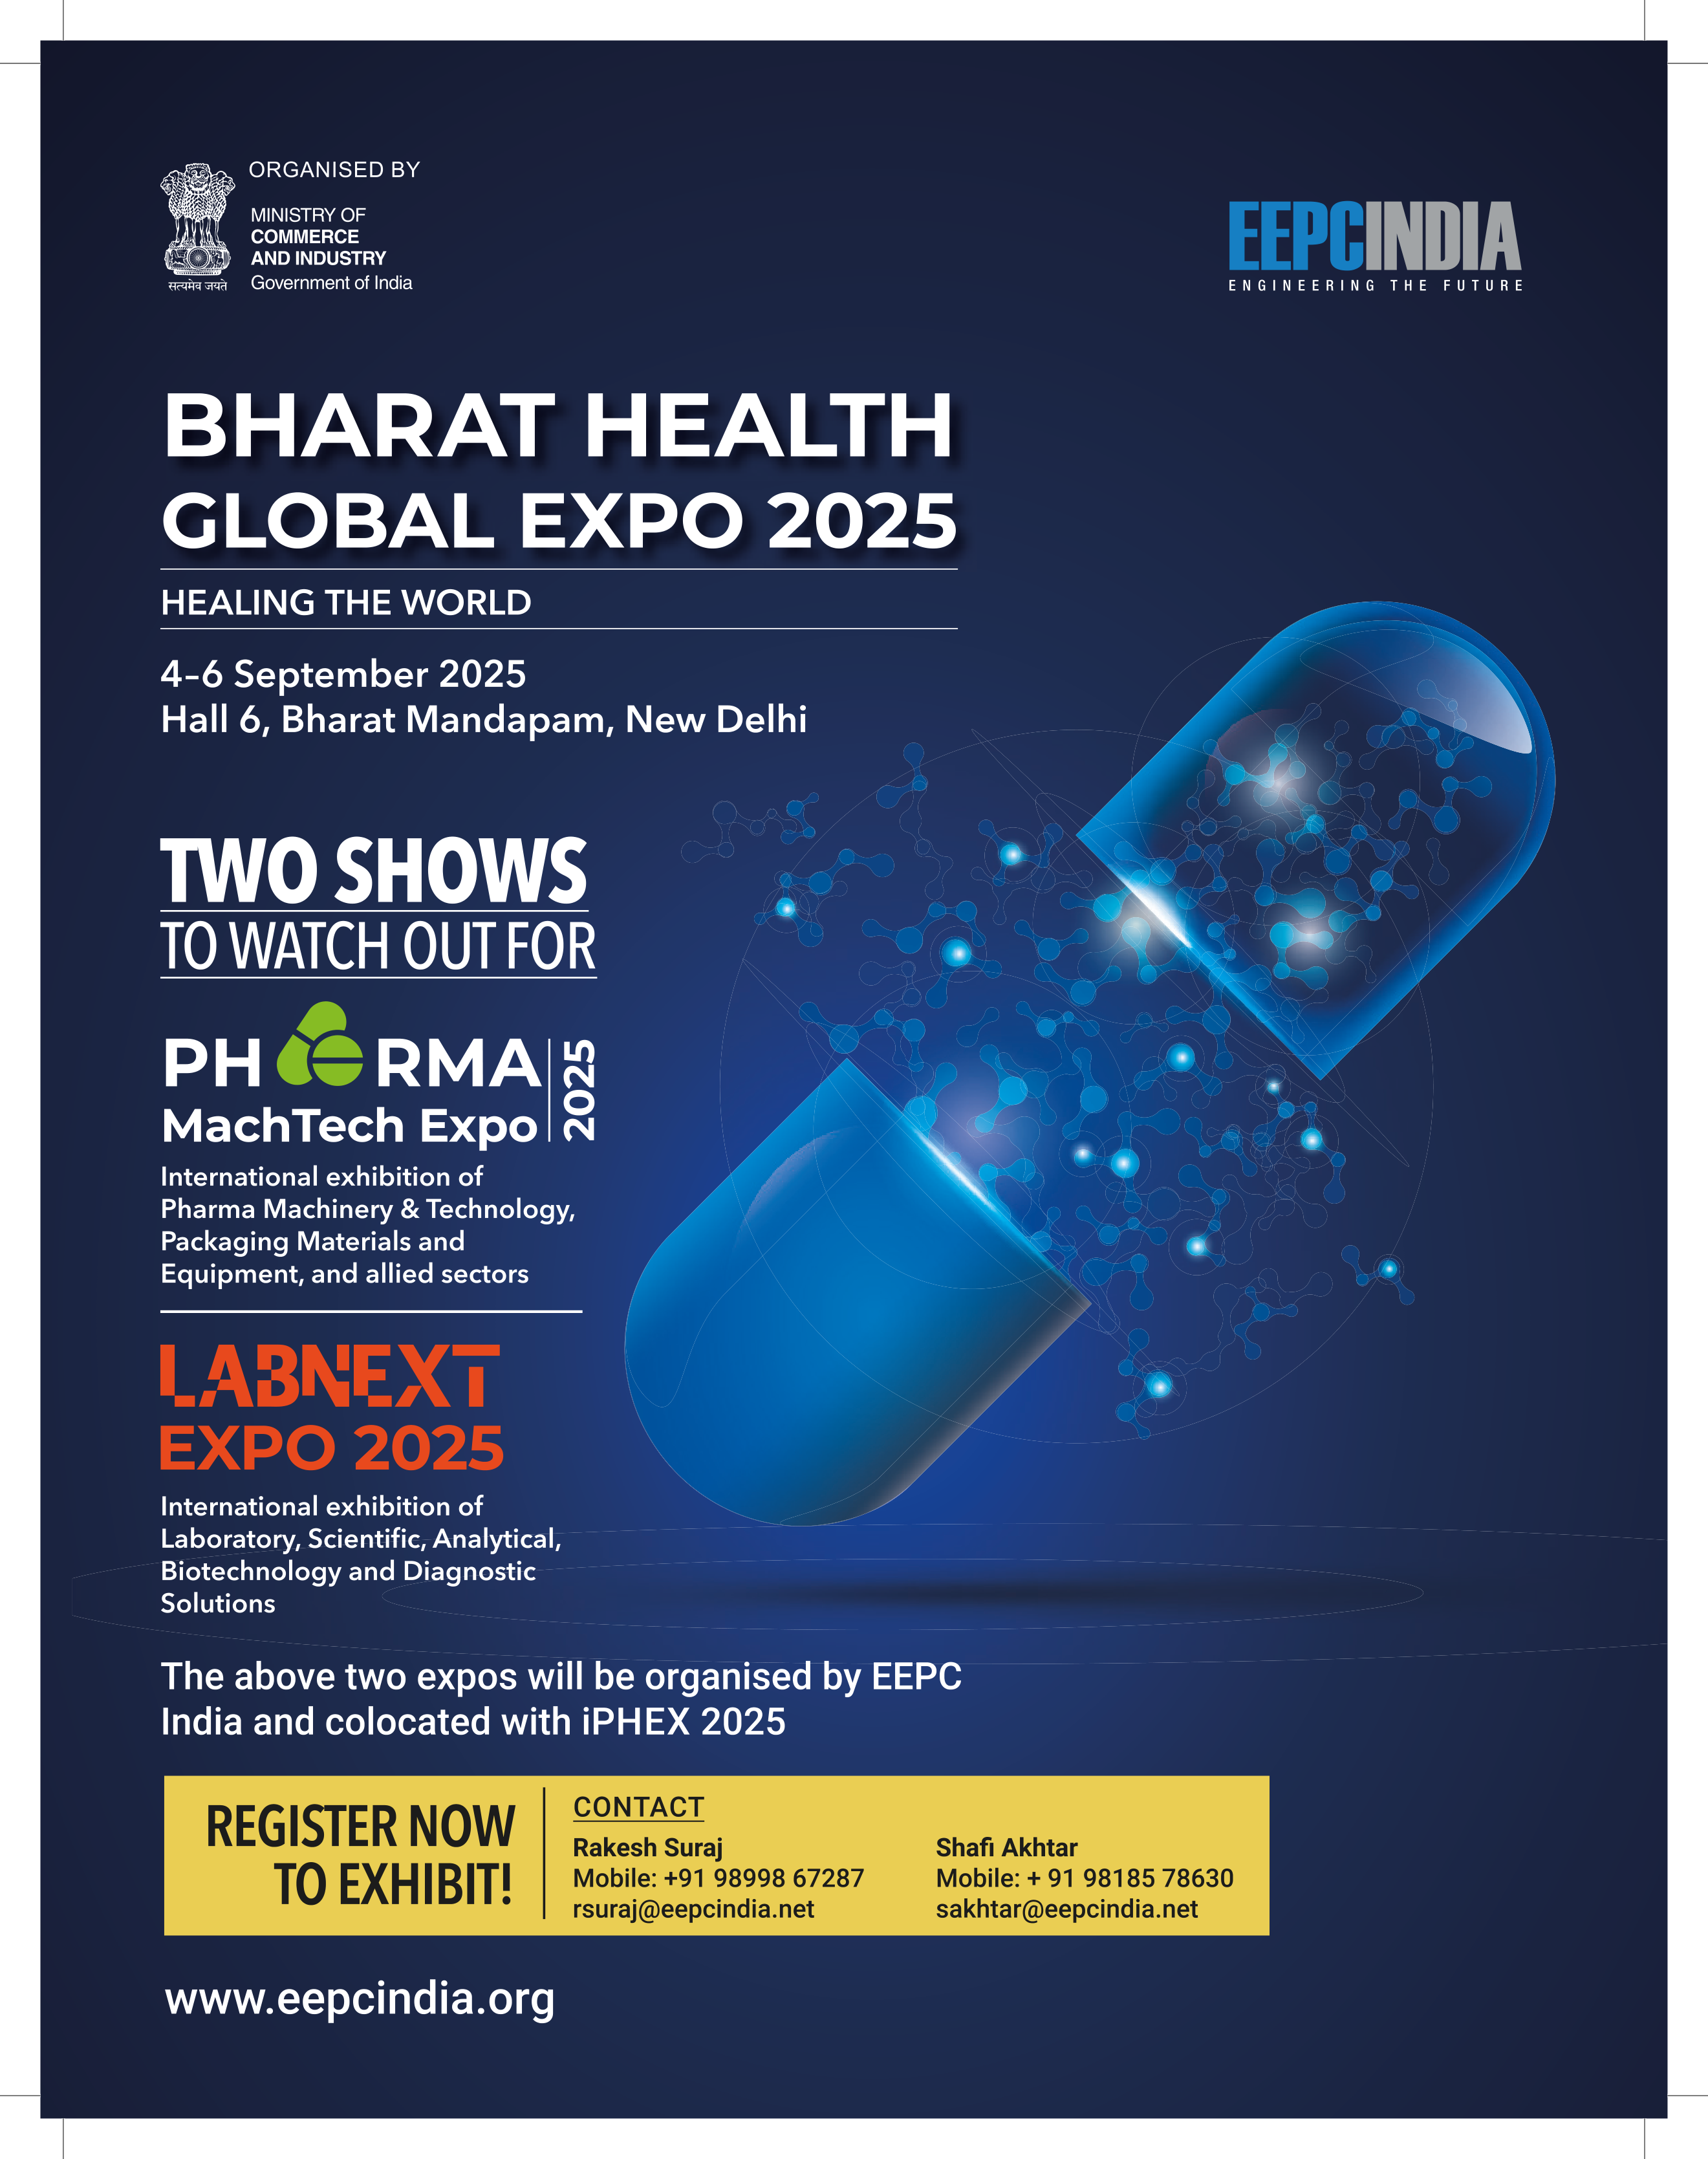 ORGANISED BY
MINISTRY OF
COMMERCE
AND INDUSTRY
Government of India
सत्यमेव जयते
EEPCINDIA
ENGINEERING THE FUTURE
BHARAT HEALTH
GLOBAL EXPO 2025
HEALING THE WORLD
4–6 September 2025
Hall 6, Bharat Mandapam, New Delhi
TWO SHOWS
TO WATCH OUT FOR
PH RMA
MachTech Expo
2025
International exhibition of
Pharma Machinery & Technology,
Packaging Materials and
Equipment, and allied sectors
LABNEXT
EXPO 2025
International exhibition of
Laboratory, Scientific, Analytical,
Biotechnology and Diagnostic
Solutions
The above two expos will be organised by EEPC
India and colocated with iPHEX 2025
REGISTER NOW
TO EXHIBIT!
CONTACT
Rakesh Suraj
Mobile: +91 98998 67287
rsuraj@eepcindia.net
Shafi Akhtar
Mobile: + 91 98185 78630
sakhtar@eepcindia.net
www.eepcindia.org